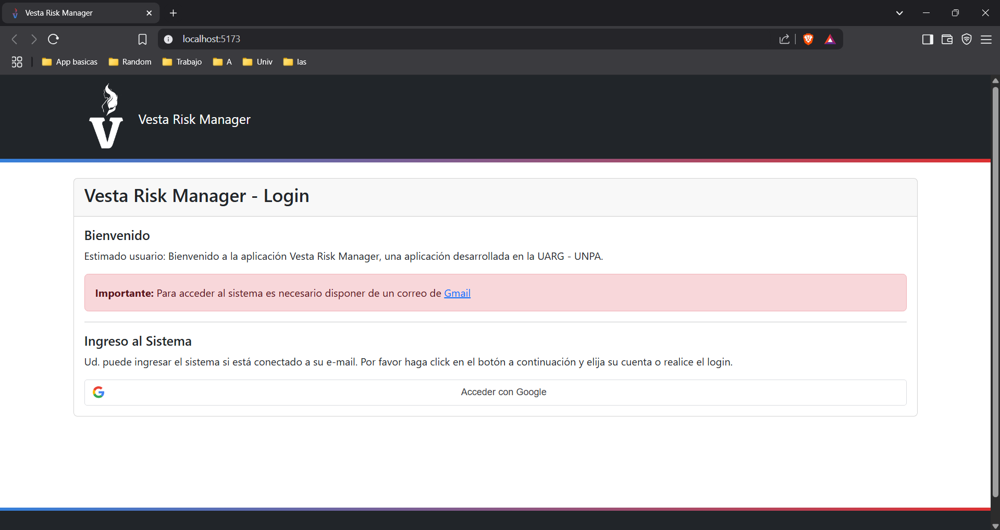 Vesta Risk Manager
localhost:5173
App basicas
Random
Trabajo
A
Univ
Ias
V
Vesta Risk Manager
Vesta Risk Manager - Login
Bienvenido
Estimado usuario: Bienvenido a la aplicación Vesta Risk Manager, una aplicación desarrollada en la UARG - UNPA.
Importante: Para acceder al sistema es necesario disponer de un correo de Gmail
Ingreso al Sistema
Ud. puede ingresar el sistema si está conectado a su e-mail. Por favor haga click en el botón a continuación y elija su cuenta o realice el login.
Acceder con Google